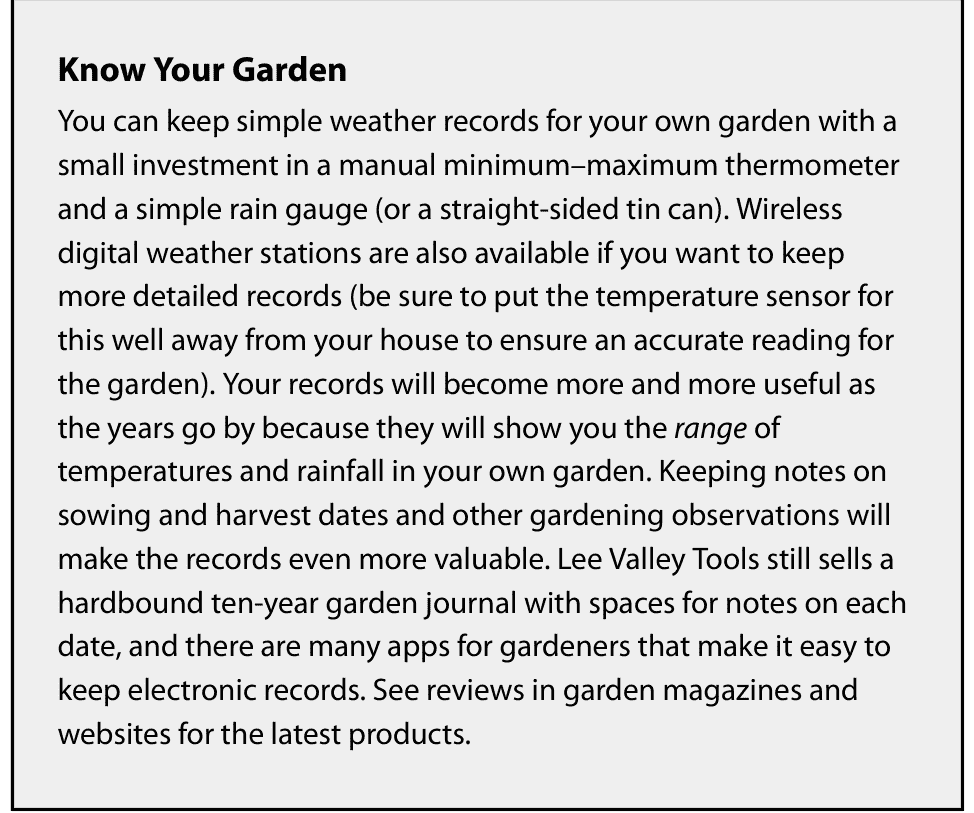 Know Your Garden
You can keep simple weather records for your own garden with a
small investment in a manual minimum–maximum thermometer
and a simple rain gauge (or a straight-sided tin can). Wireless
digital weather stations are also available if you want to keep
more detailed records (be sure to put the temperature sensor for
this well away from your house to ensure an accurate reading for
the garden). Your records will become more and more useful as
the years go by because they will show you the range of
temperatures and rainfall in your own garden. Keeping notes on
sowing and harvest dates and other gardening observations will
make the records even more valuable. Lee Valley Tools still sells a
hardbound ten-year garden journal with spaces for notes on each
date, and there are many apps for gardeners that make it easy to
keep electronic records. See reviews in garden magazines and
websites for the latest products.